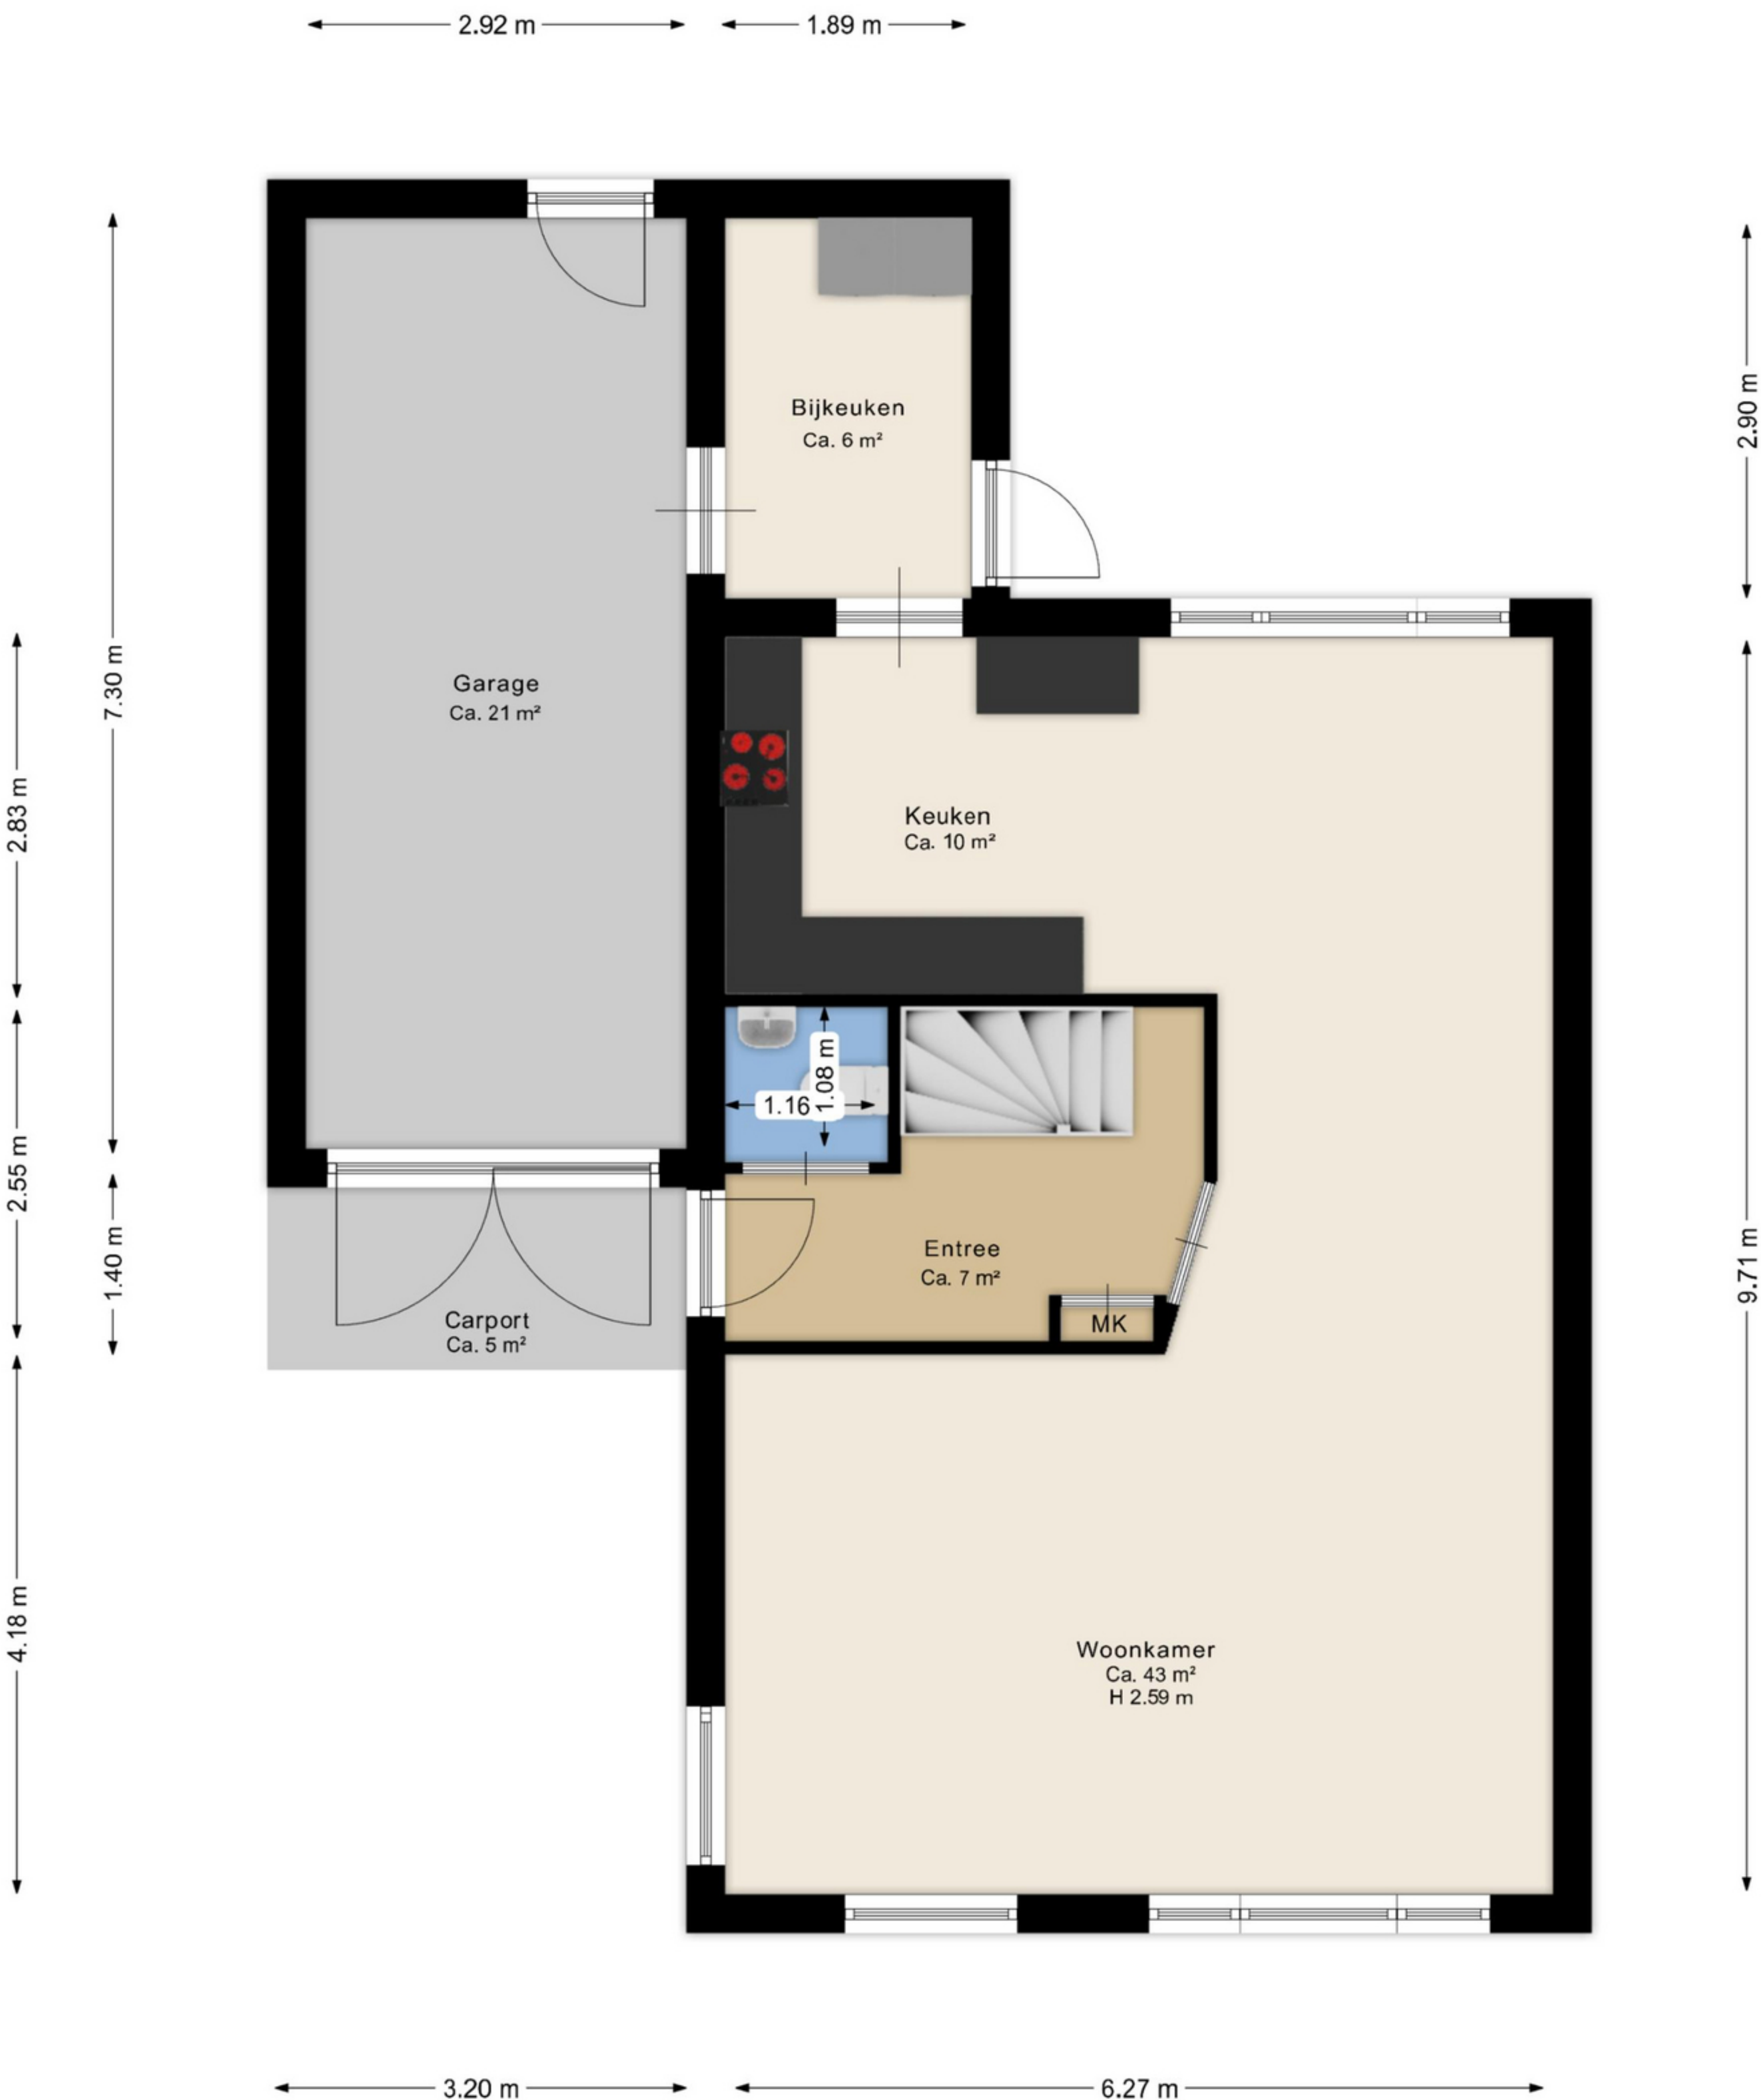 2.92 m
1.89 m
2.90 m
Bijkeuken
Ca. 6 m²
7.30 m
Garage
Ca. 21 m²
2.83 m
Keuken
Ca. 10 m²
1.08 m
1.16
2.55 m
1.40 m
Entree
Ca. 7 m²
9.71 m
Carport
Ca. 5 m²
MK
4.18 m
Woonkamer
Ca. 43 m²
H 2.59 m
3.20 m
6.27 m